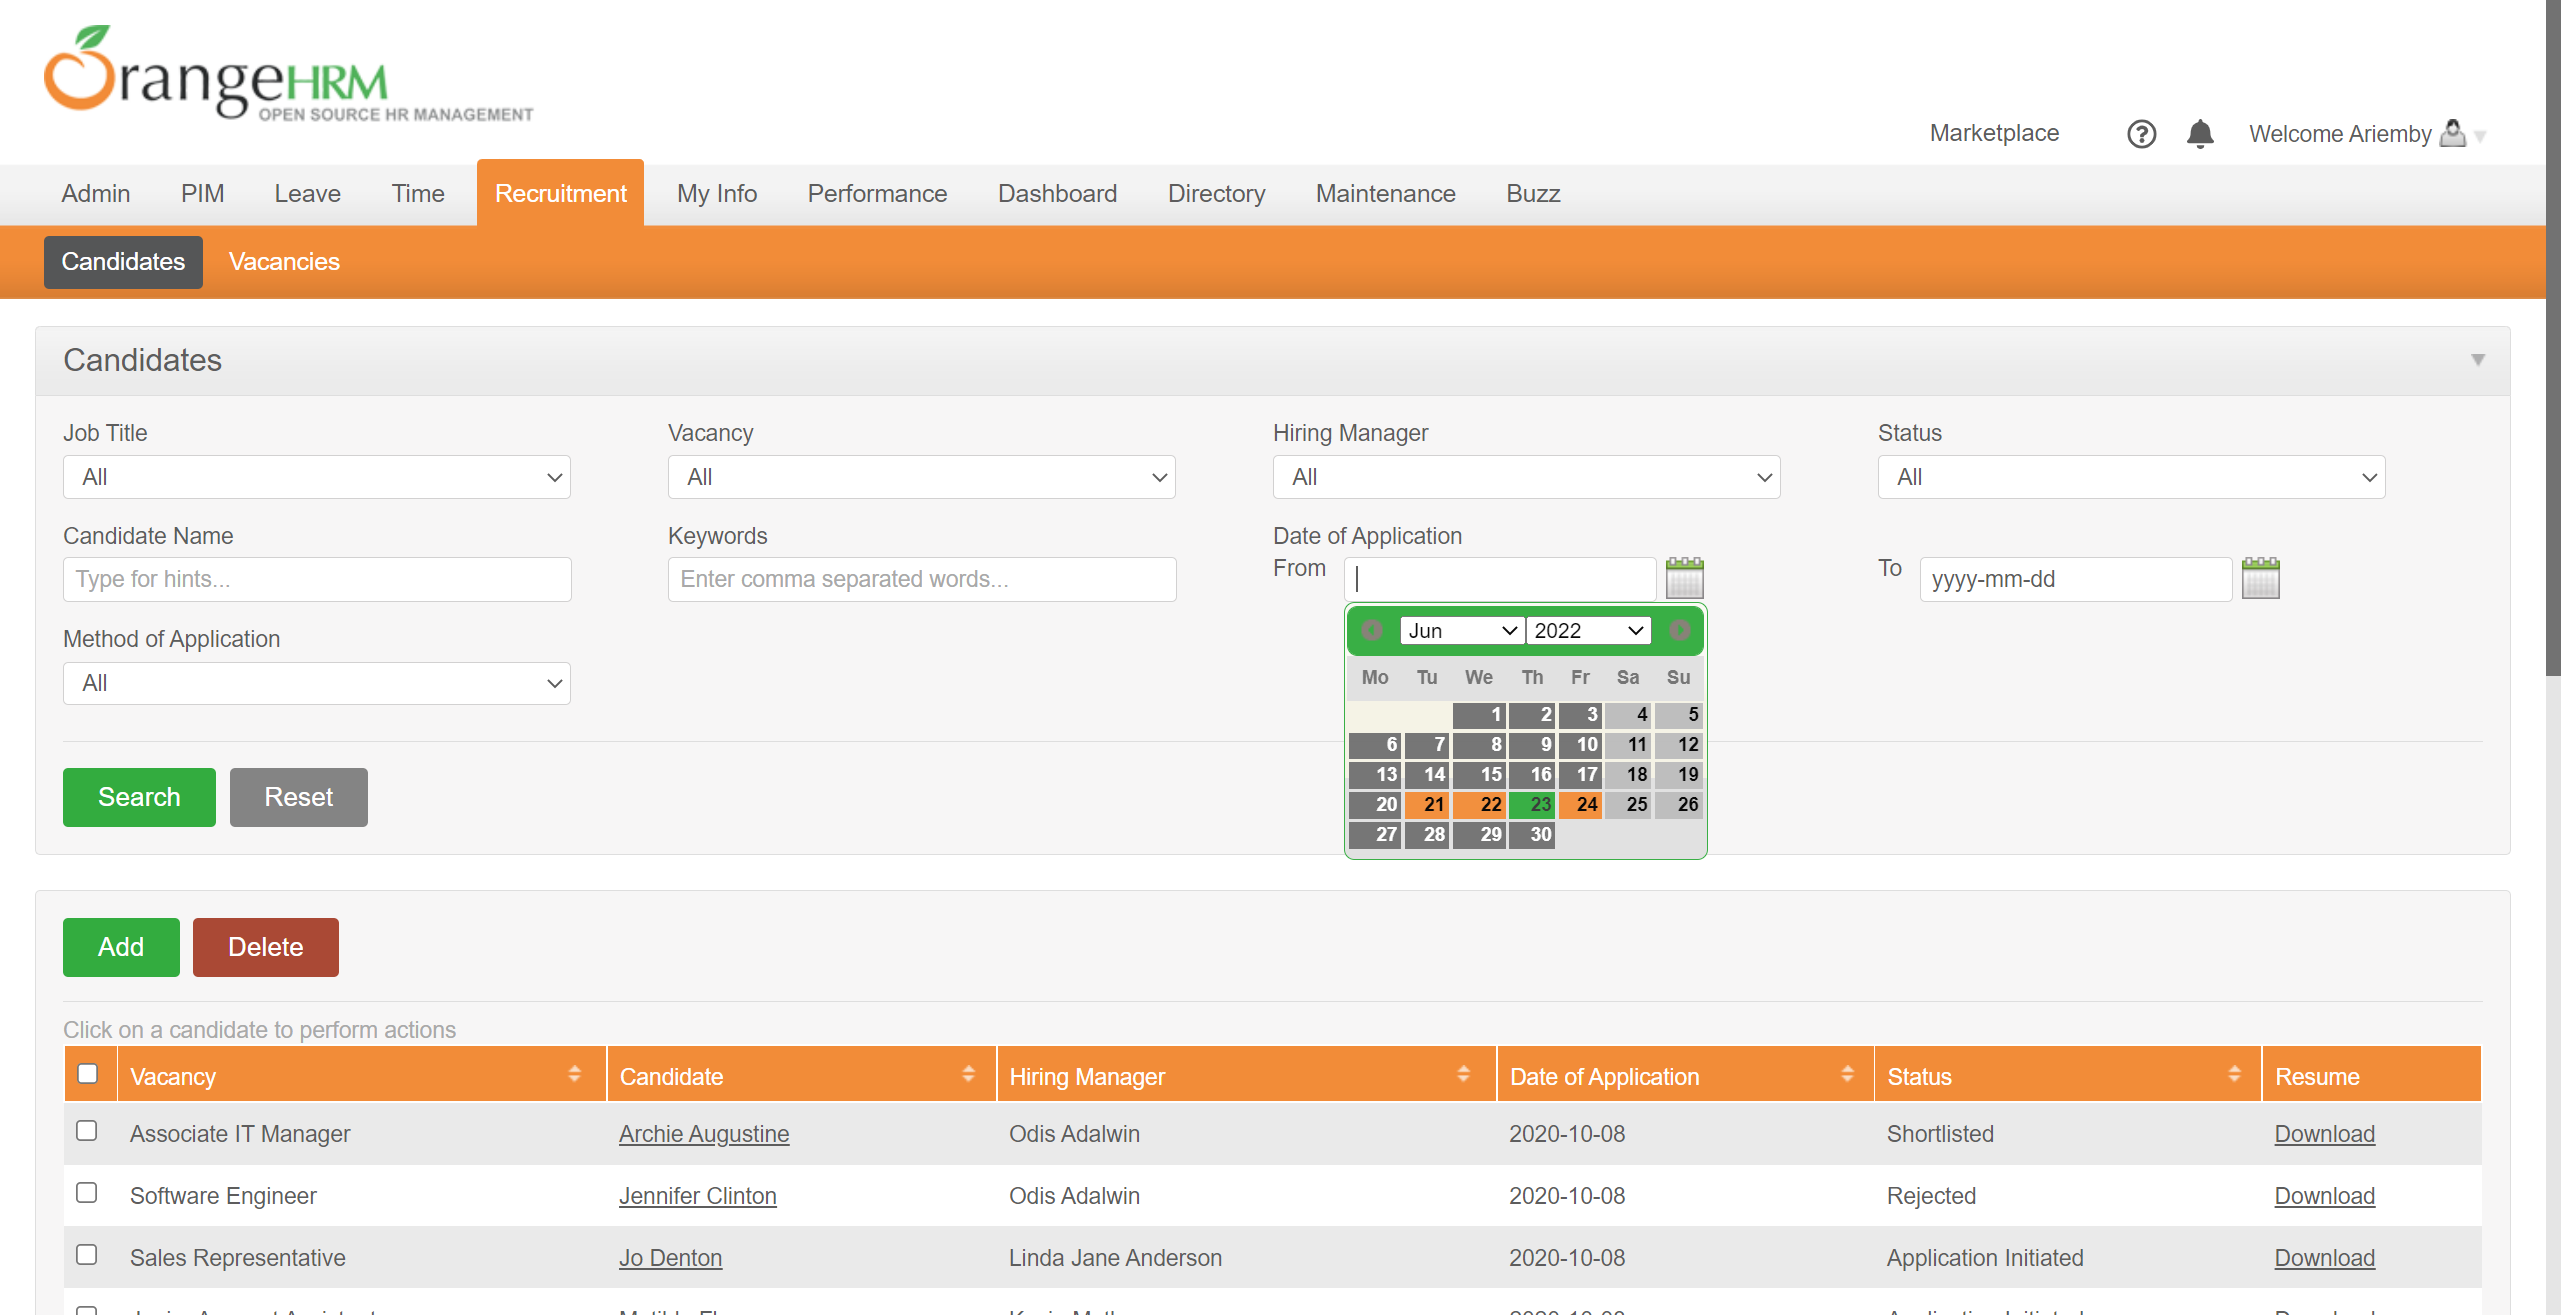 OrangeHRM
OPEN SOURCE HR MANAGEMENT
Marketplace
Welcome Ariemby
Admin PIM Leave Time Recruitment My Info Performance Dashboard Directory Maintenance Buzz
Candidates Vacancies
Candidates
Job Title Vacancy Hiring Manager Status
All All All All
Candidate Name Keywords Date of Application
Type for hints... Enter comma separated words... From To yyyy-mm-dd
Method of Application
All
Jun 2022
Mo Tu We Th Fr Sa Su
1 2 3 4 5
6 7 8 9 10 11 12
13 14 15 16 17 18 19
20 21 22 23 24 25 26
27 28 29 30
Search Reset
Add Delete
Click on a candidate to perform actions
Vacancy Candidate Hiring Manager Date of Application Status Resume
Associate IT Manager Archie Augustine Odis Adalwin 2020-10-08 Shortlisted Download
Software Engineer Jennifer Clinton Odis Adalwin 2020-10-08 Rejected Download
Sales Representative Jo Denton Linda Jane Anderson 2020-10-08 Application Initiated Download